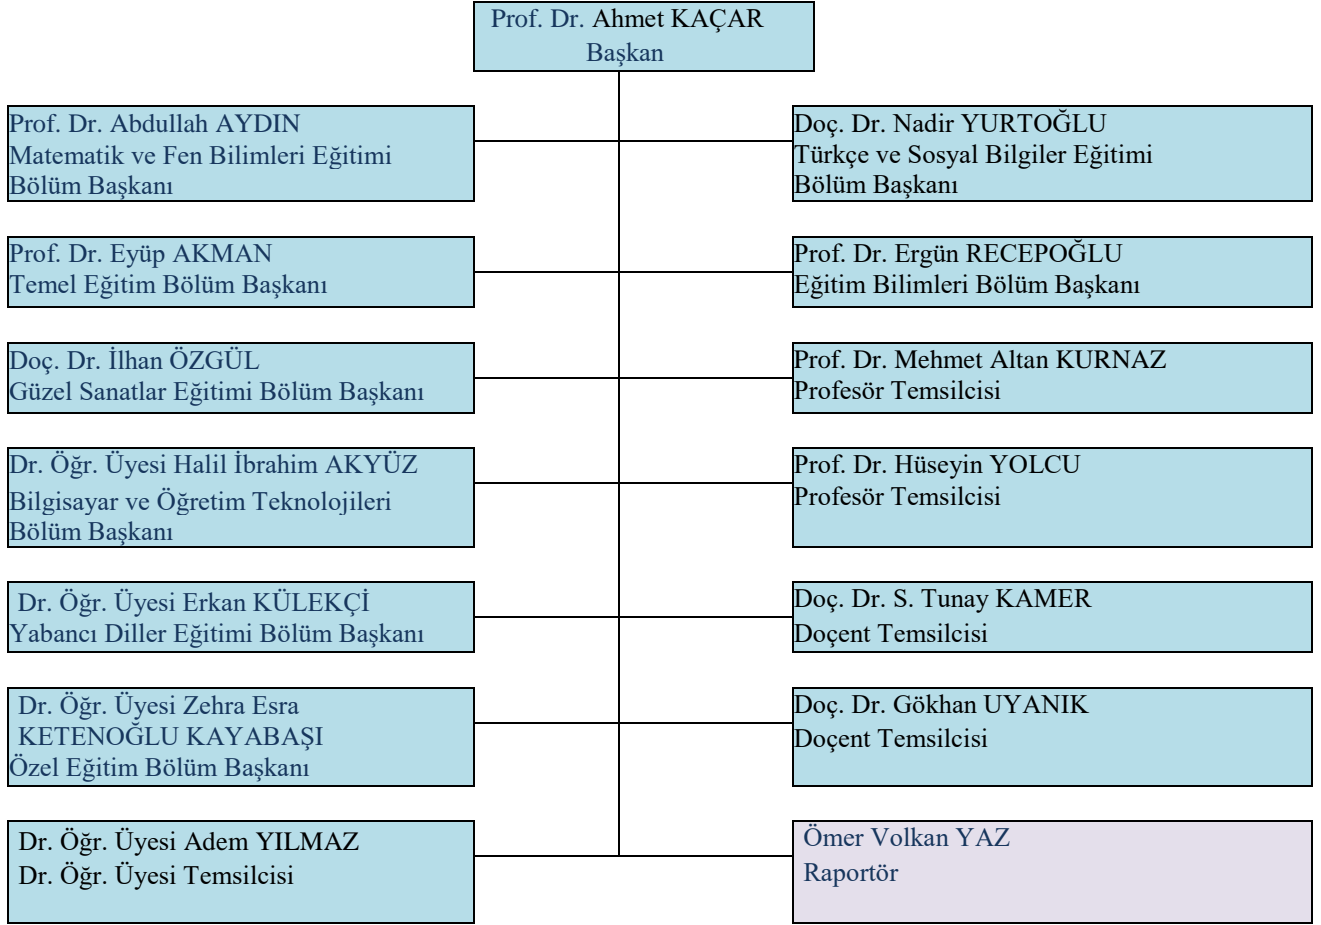 Prof. Dr. Ahmet KAÇAR
Başkan
Prof. Dr. Abdullah AYDIN
Matematik ve Fen Bilimleri Eğitimi
Bölüm Başkanı
Doç. Dr. Nadir YURTOĞLU
Türkçe ve Sosyal Bilgiler Eğitimi
Bölüm Başkanı
Prof. Dr. Eyüp AKMAN
Temel Eğitim Bölüm Başkanı
Prof. Dr. Ergün RECEPOĞLU
Eğitim Bilimleri Bölüm Başkanı
Doç. Dr. İlhan ÖZGÜL
Güzel Sanatlar Eğitimi Bölüm Başkanı
Prof. Dr. Mehmet Altan KURNAZ
Profesör Temsilcisi
Dr. Öğr. Üyesi Halil İbrahim AKYÜZ
Bilgisayar ve Öğretim Teknolojileri
Bölüm Başkanı
Prof. Dr. Hüseyin YOLCU
Profesör Temsilcisi
Dr. Öğr. Üyesi Erkan KÜLEKÇİ
Yabancı Diller Eğitimi Bölüm Başkanı
Doç. Dr. S. Tunay KAMER
Doçent Temsilcisi
Dr. Öğr. Üyesi Zehra Esra
KETENOĞLU KAYABAŞI
Özel Eğitim Bölüm Başkanı
Doç. Dr. Gökhan UYANIK
Doçent Temsilcisi
Dr. Öğr. Üyesi Adem YILMAZ
Dr. Öğr. Üyesi Temsilcisi
Ömer Volkan YAZ
Raportör